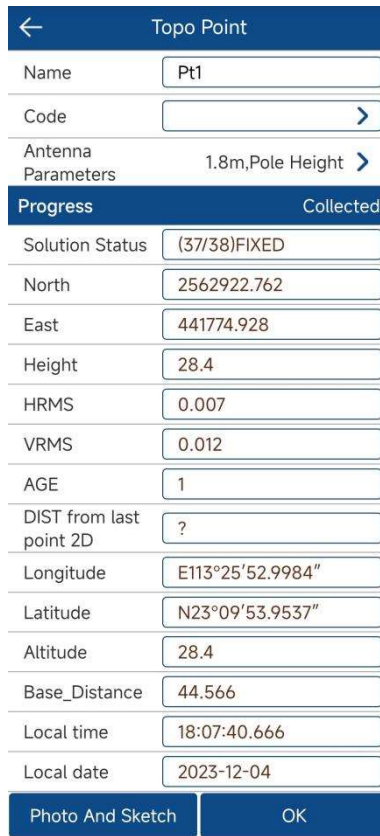 Topo Point
Name Pt1
Code
Antenna
Parameters 1.8m,Pole Height
Progress Collected
Solution Status (37/38)FIXED
North 2562922.762
East 441774.928
Height 28.4
HRMS 0.007
VRMS 0.012
AGE 1
DIST from last
point 2D ?
Longitude E113°25′52.9984″
Latitude N23°09′53.9537″
Altitude 28.4
Base_Distance 44.566
Local time 18:07:40.666
Local date 2023-12-04
Photo And Sketch OK